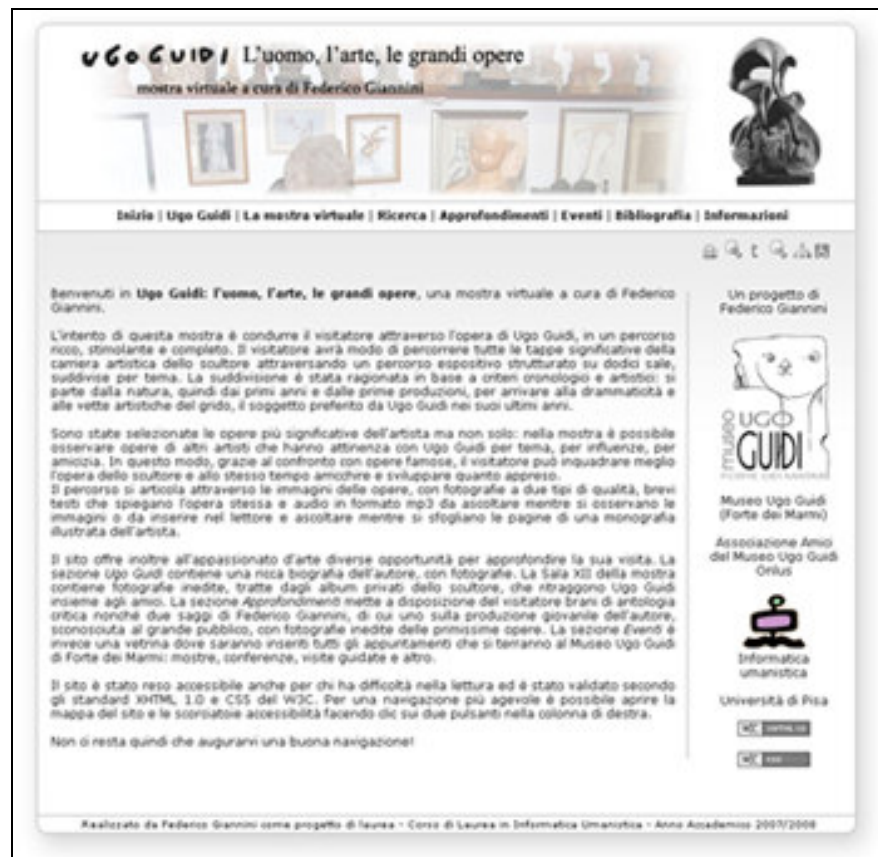 UGO GUIDI L'uomo, l'arte, le grandi opere
mostra virtuale a cura di Federico Giannini
Inizio | Ugo Guidi | La mostra virtuale | Ricerca | Approfondimenti | Eventi | Bibliografia | Informazioni
Benvenuti in Ugo Guidi: l'uomo, l'arte, le grandi opere, una mostra virtuale a cura di Federico
Giannini.
L'intento di questa mostra è condurre il visitatore attraverso l'opera di Ugo Guidi, in un percorso
ricco, stimolante e completo. Il visitatore avrà modo di percorrere tutte le tappe significative della
carriera artistica dello scultore attraversando un percorso espositivo strutturato su dodici sale,
suddivise per tema. La suddivisione è stata ragionata in base a criteri cronologici e artistici: si
parte dalla natura, quindi dai primi anni e dalle prime produzioni, per arrivare alla drammaticità e
alle vette artistiche del grido, il soggetto preferito da Ugo Guidi nei suoi ultimi anni.
Sono state selezionate le opere più significative dell'artista ma non solo: nella mostra è possibile
osservare opere di altri artisti che hanno attinenza con Ugo Guidi per tema, per influenze, per
amicizia. In questo modo, grazie al confronto con opere famose, il visitatore può inquadrare meglio
l'opera dello scultore e allo stesso tempo arricchire e sviluppare quanto appreso.
Il percorso si articola attraverso le immagini delle opere, con fotografie a due tipi di qualità, brevi
testi che spiegano l'opera stessa e audio in formato mp3 da ascoltare mentre si osservano le
immagini o da inserire nel lettore e ascoltare mentre si sfogliano le pagine di una monografia
illustrata dell'artista.
Il sito offre inoltre all'appassionato d'arte diverse opportunità per approfondire la sua visita. La
sezione Ugo Guidi contiene una ricca biografia dell'autore, con fotografie. La Sala XII della mostra
contiene fotografie inedite, tratte dagli album privati dello scultore, che ritraggono Ugo Guidi
insieme agli amici. La sezione Approfondimenti mette a disposizione del visitatore brani di antologia
critica nonché due saggi di Federico Giannini, di cui uno sulla produzione giovanile dell'autore,
sconosciuta al grande pubblico, con fotografie inedite delle primissime opere. La sezione Eventi è
invece una vetrina dove saranno inseriti tutti gli appuntamenti che si terranno al Museo Ugo Guidi
di Forte dei Marmi: mostre, conferenze, visite guidate e altro.
Il sito è stato reso accessibile anche per chi ha difficoltà nella lettura ed è stato validato secondo
gli standard XHTML 1.0 e CSS del W3C. Per una navigazione più agevole è possibile aprire la
mappa del sito e le scorciatoie accessibilità facendo clic sui due pulsanti nella colonna di destra.
Non ci resta quindi che augurarvi una buona navigazione!
Un progetto di
Federico Giannini
museo
UGO
GUIDI
Museo Ugo Guidi
(Forte dei Marmi)
Associazione Amici
del Museo Ugo Guidi
Onlus
Informatica
umanistica
Università di Pisa
Realizzato da Federico Giannini come progetto di laurea - Corso di Laurea in Informatica Umanistica - Anno Accademico 2007/2008